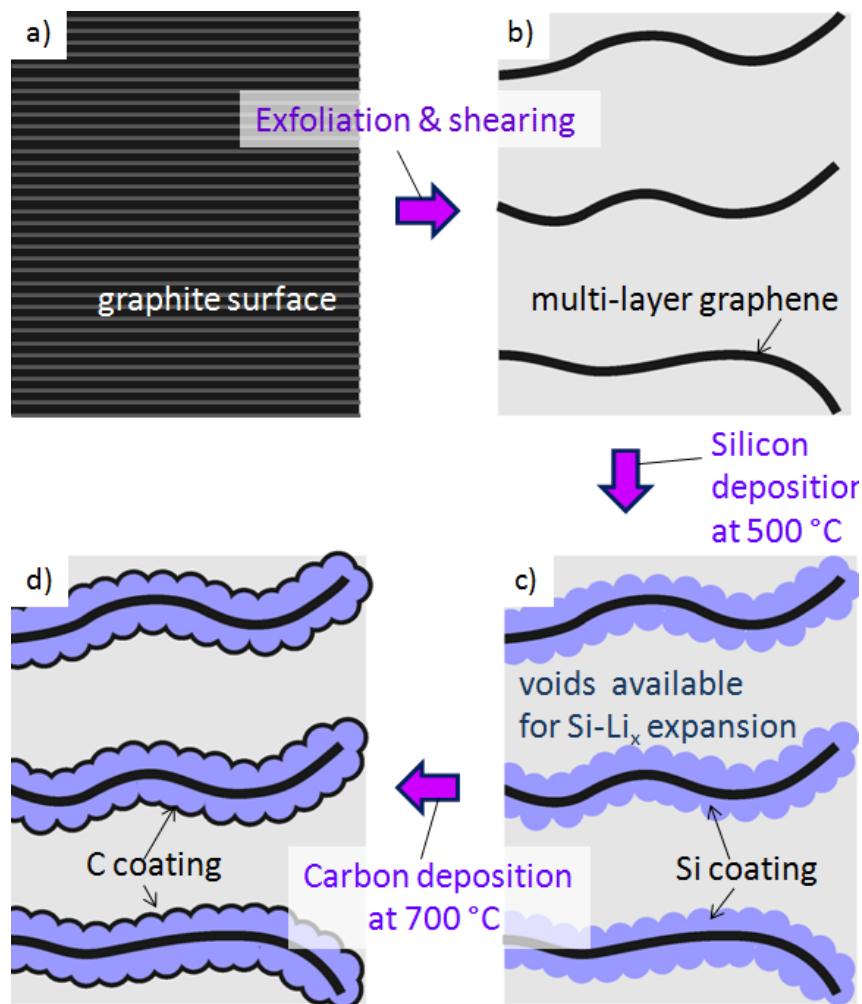 a)
b)
Exfoliation & shearing
graphite surface
multi-layer graphene
Silicon
deposition
at 500 °C
d)
c)
voids available
for Si-Liₓ expansion
C coating
Carbon deposition
at 700 °C
Si coating